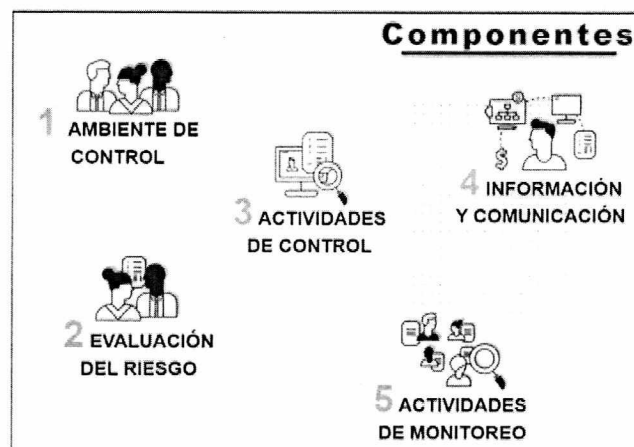 Componentes
1 AMBIENTE DE
CONTROL
2 EVALUACIÓN
DEL RIESGO
3 ACTIVIDADES
DE CONTROL
4 INFORMACIÓN
Y COMUNICACIÓN
5 ACTIVIDADES
DE MONITOREO